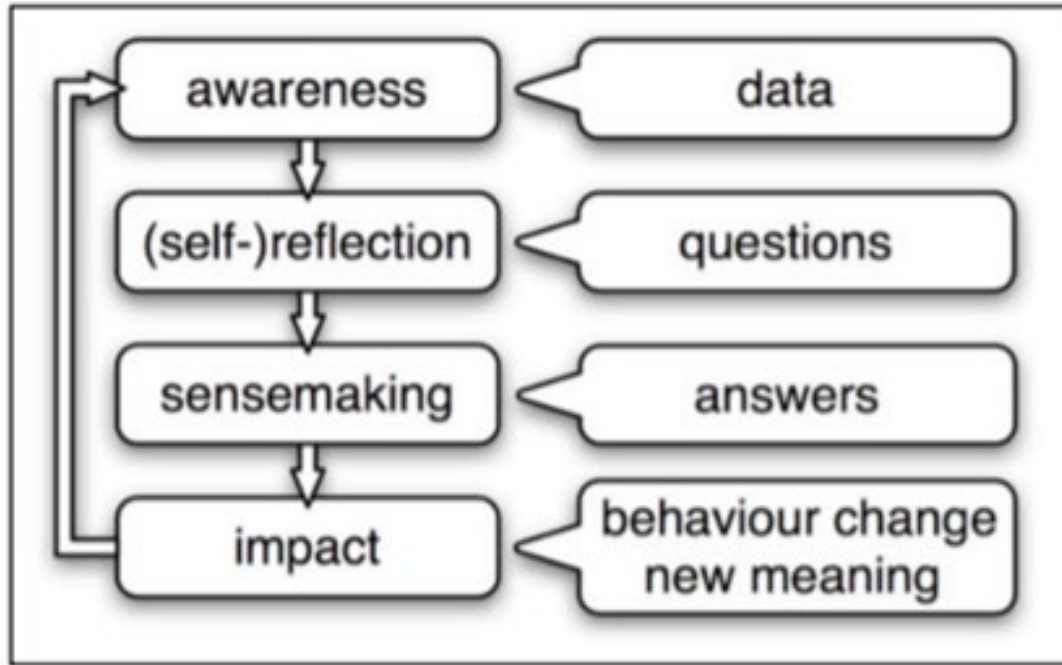 awareness
data
(self-)reflection
questions
sensemaking
answers
impact
behaviour change
new meaning